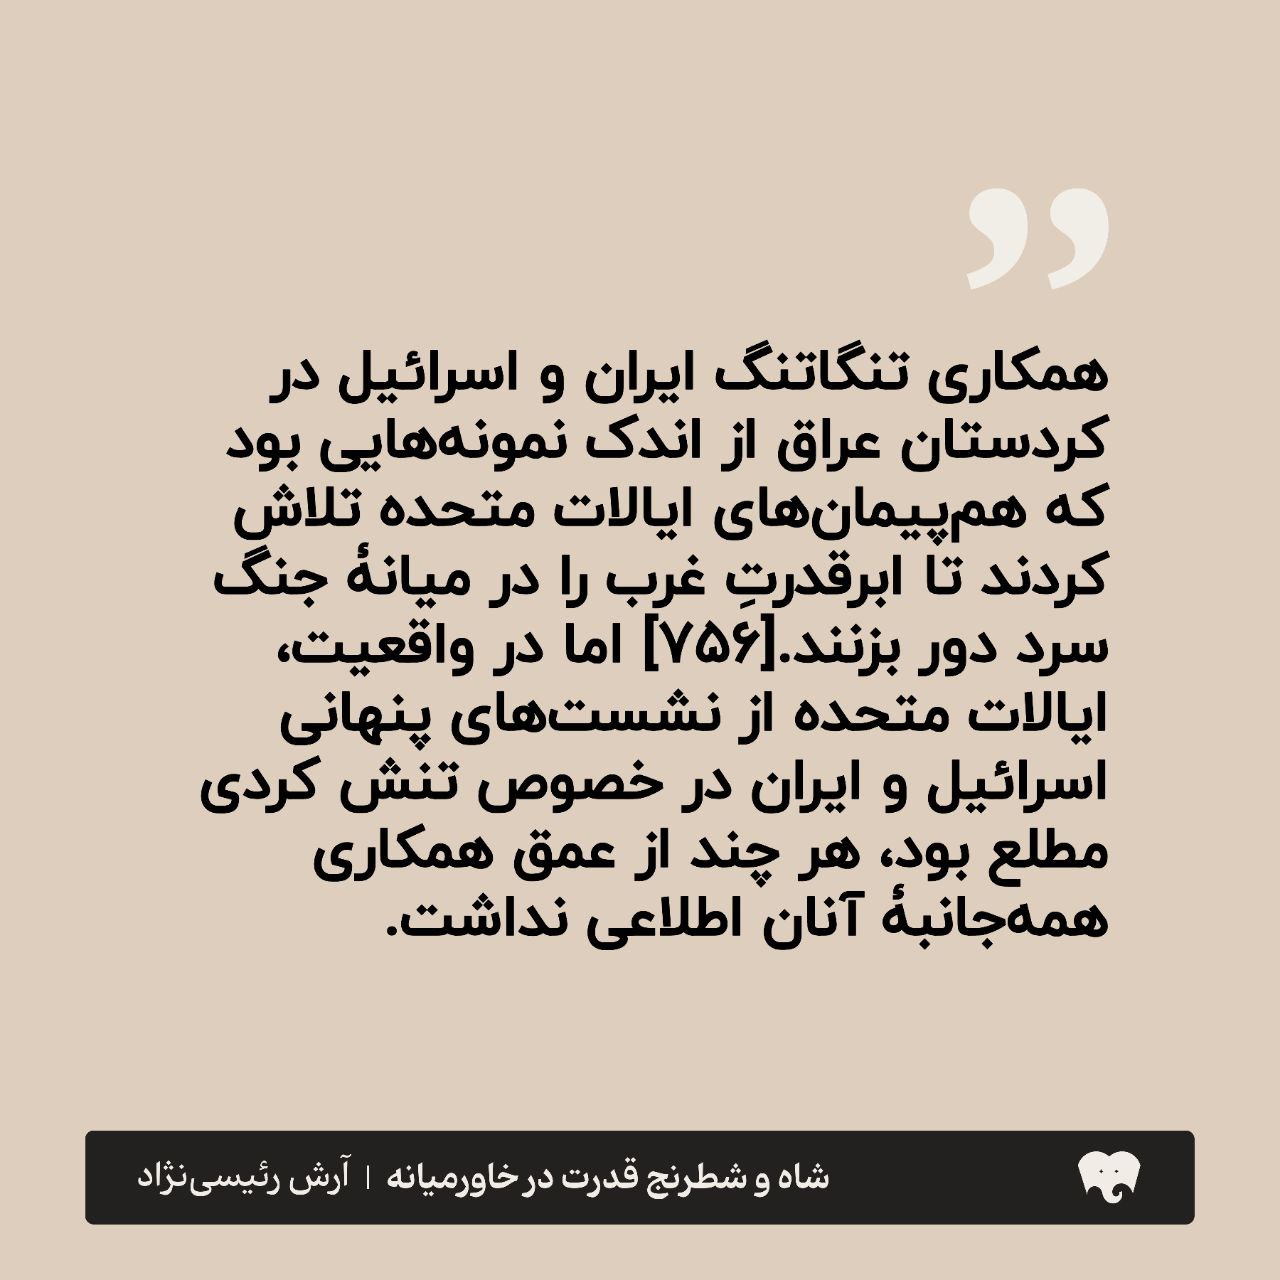 ”
همکاری تنگاتنگ ایران و اسرائیل در
کردستان عراق از اندک نمونه‌هایی بود
که هم‌پیمان‌های ایالات متحده تلاش
کردند تا ابرقدرتِ غرب را در میانهٔ جنگ
سرد دور بزنند.[۷۵۶] اما در واقعیت،
ایالات متحده از نشست‌های پنهانی
اسرائیل و ایران در خصوص تنش کردی
مطلع بود، هر چند از عمق همکاری
همه‌جانبهٔ آنان اطلاعی نداشت.
شاه و شطرنج قدرت در خاورمیانه | آرش رئیسی‌نژاد